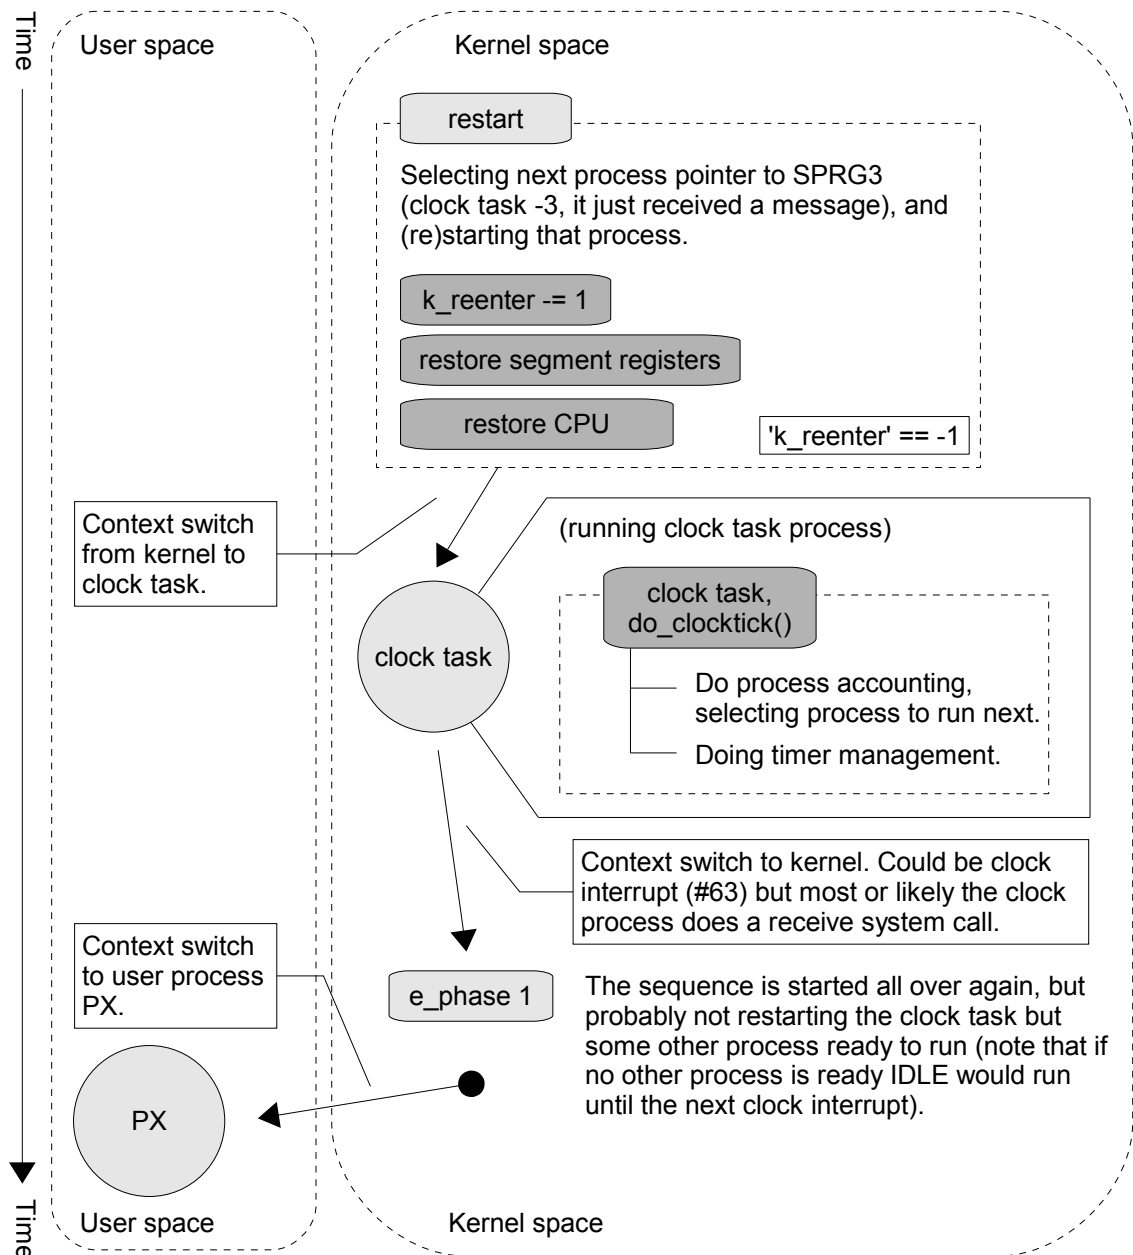 Time
User space
Kernel space
restart
Selecting next process pointer to SPRG3
(clock task -3, it just received a message), and
(re)starting that process.
k_reenter -= 1
restore segment registers
restore CPU
'k_reenter' == -1
Context switch
from kernel to
clock task.
(running clock task process)
clock task,
do_clocktick()
clock task
Do process accounting,
selecting process to run next.
Doing timer management.
Context switch to kernel. Could be clock
interrupt (#63) but most or likely the clock
process does a receive system call.
Context switch
to user process
PX.
e_phase 1
The sequence is started all over again, but
probably not restarting the clock task but
some other process ready to run (note that if
no other process is ready IDLE would run
until the next clock interrupt).
PX
Time
User space
Kernel space